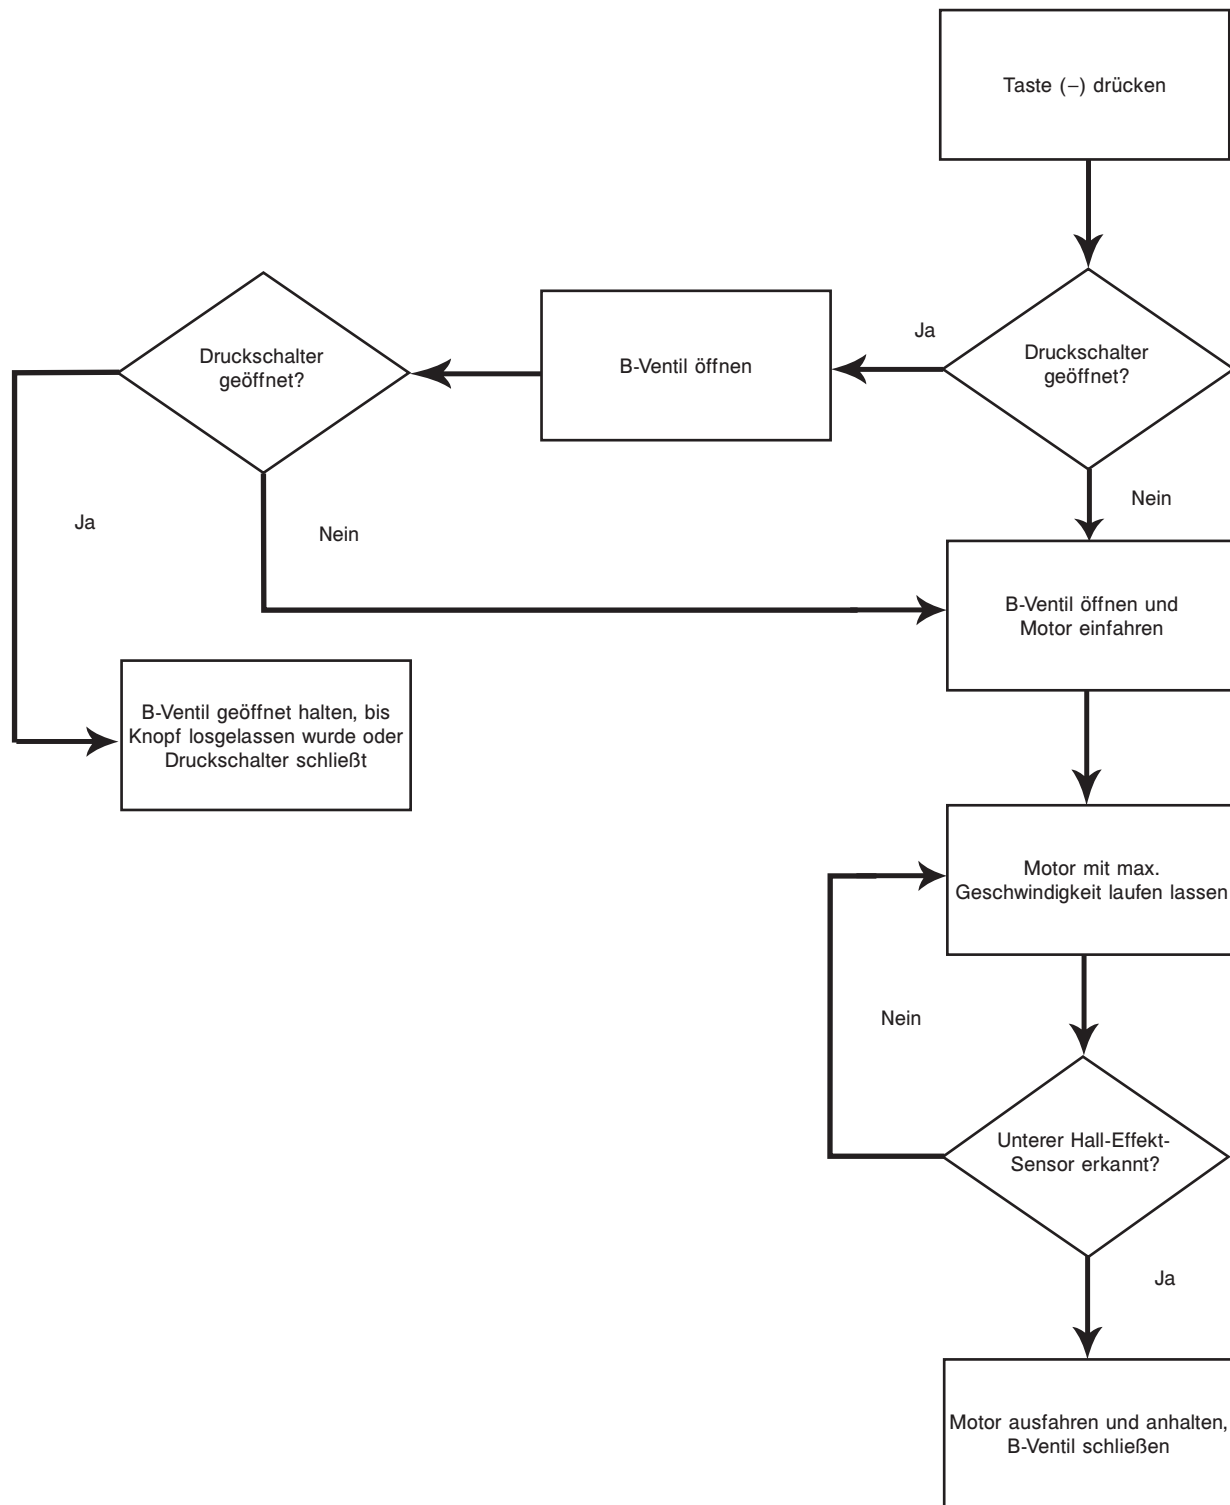 Taste (–) drücken
Ja
Druckschalter
geöffnet?
B-Ventil öffnen
Druckschalter
geöffnet?
Nein
Ja
Nein
B-Ventil öffnen und
Motor einfahren
B-Ventil geöffnet halten, bis
Knopf losgelassen wurde oder
Druckschalter schließt
Motor mit max.
Geschwindigkeit laufen lassen
Nein
Unterer Hall-Effekt-
Sensor erkannt?
Ja
Motor ausfahren und anhalten,
B-Ventil schließen